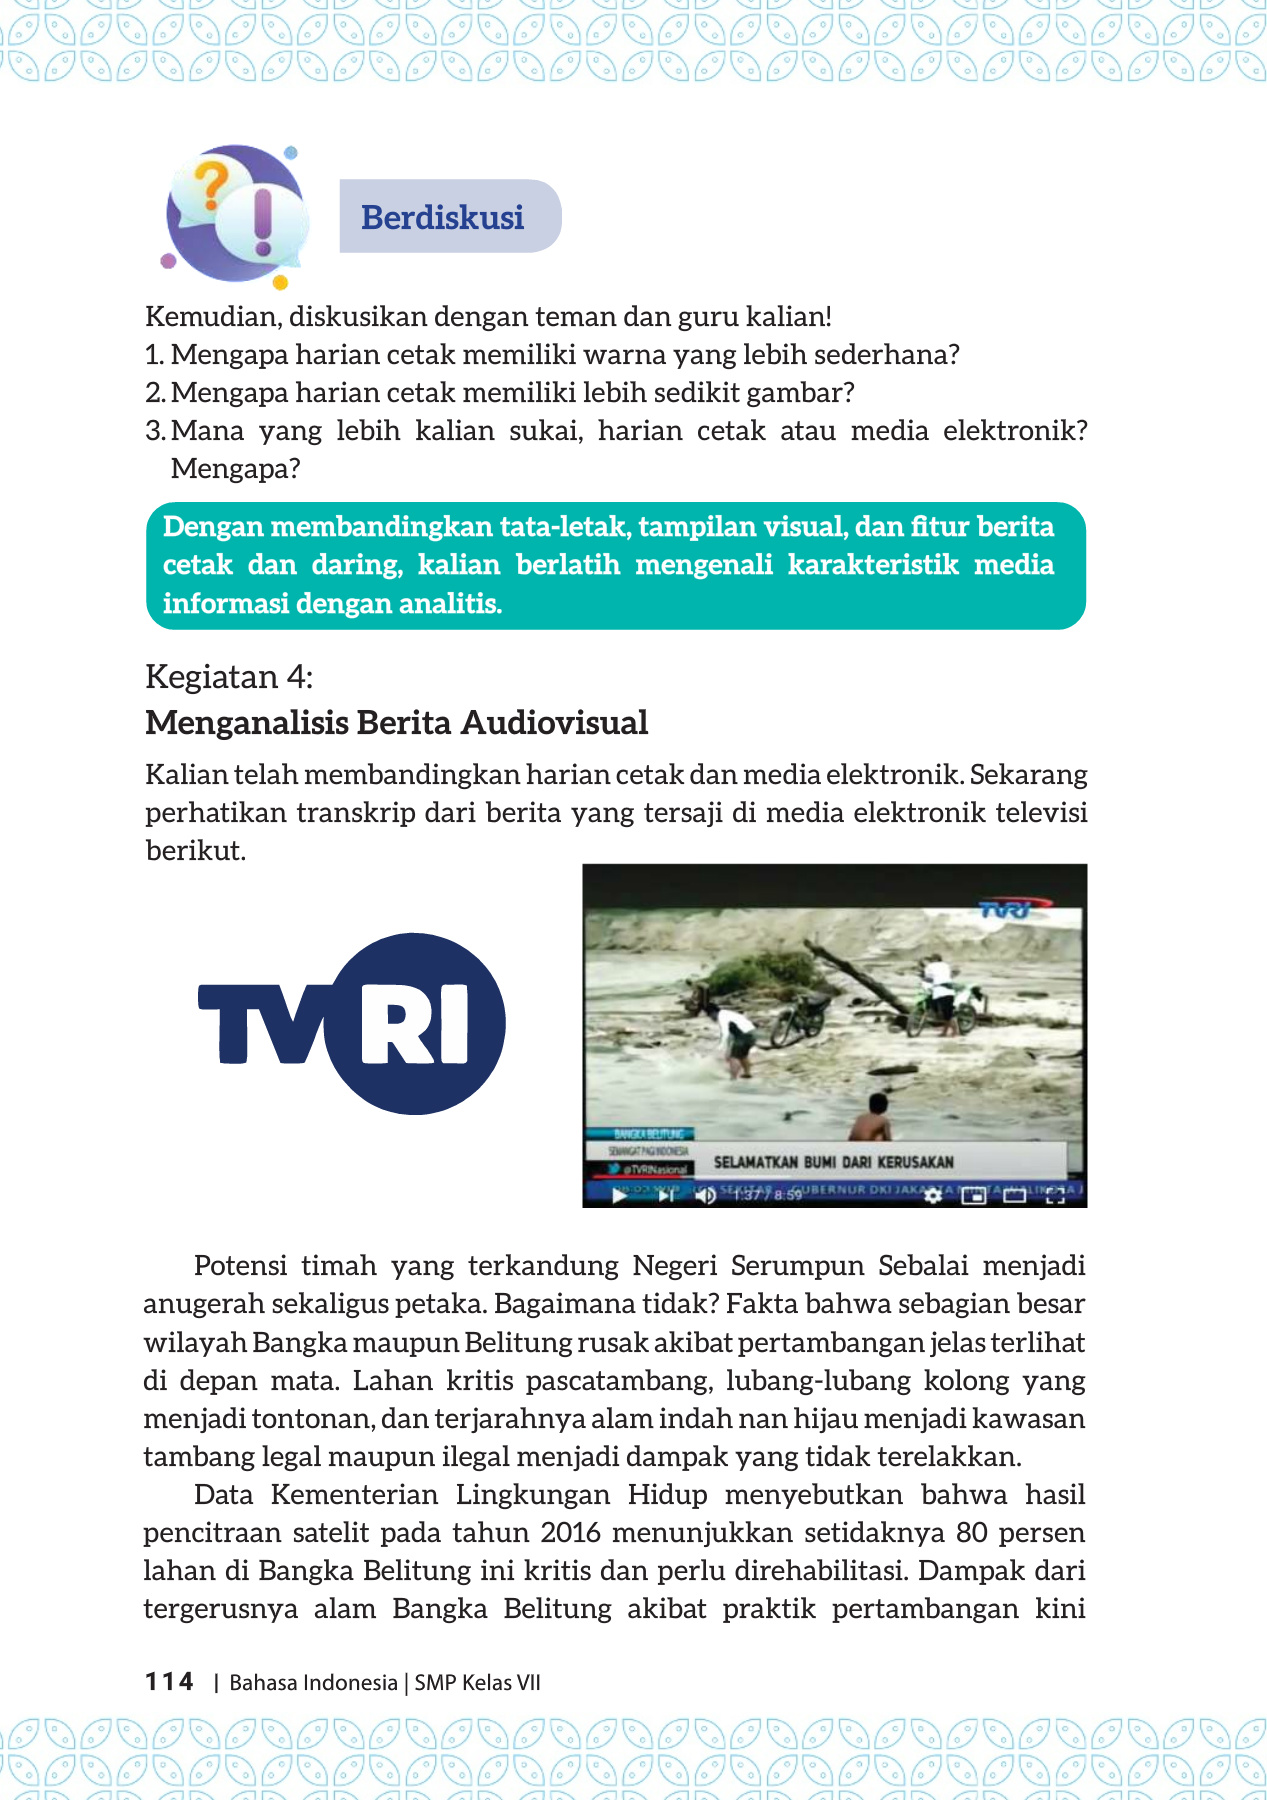 Berdiskusi
Kemudian, diskusikan dengan teman dan guru kalian!
1. Mengapa harian cetak memiliki warna yang lebih sederhana?
2. Mengapa harian cetak memiliki lebih sedikit gambar?
3. Mana yang lebih kalian sukai, harian cetak atau media elektronik?
Mengapa?
Dengan membandingkan tata-letak, tampilan visual, dan fitur berita
cetak dan daring, kalian berlatih mengenali karakteristik media
informasi dengan analitis.
Kegiatan 4:
Menganalisis Berita Audiovisual
Kalian telah membandingkan harian cetak dan media elektronik. Sekarang
perhatikan transkrip dari berita yang tersaji di media elektronik televisi
berikut.
TVRI
TVRI
BANGKA BELITUNG
SEMANGAT PAGI INDONESIA
@TVRINasional
SELAMATKAN BUMI DARI KERUSAKAN
1:37 / 8:59
GUBERNUR DKI JAKARTA
Potensi timah yang terkandung Negeri Serumpun Sebalai menjadi
anugerah sekaligus petaka. Bagaimana tidak? Fakta bahwa sebagian besar
wilayah Bangka maupun Belitung rusak akibat pertambangan jelas terlihat
di depan mata. Lahan kritis pascatambang, lubang-lubang kolong yang
menjadi tontonan, dan terjarahnya alam indah nan hijau menjadi kawasan
tambang legal maupun ilegal menjadi dampak yang tidak terelakkan.
Data Kementerian Lingkungan Hidup menyebutkan bahwa hasil
pencitraan satelit pada tahun 2016 menunjukkan setidaknya 80 persen
lahan di Bangka Belitung ini kritis dan perlu direhabilitasi. Dampak dari
tergerusnya alam Bangka Belitung akibat praktik pertambangan kini
114 | Bahasa Indonesia | SMP Kelas VII